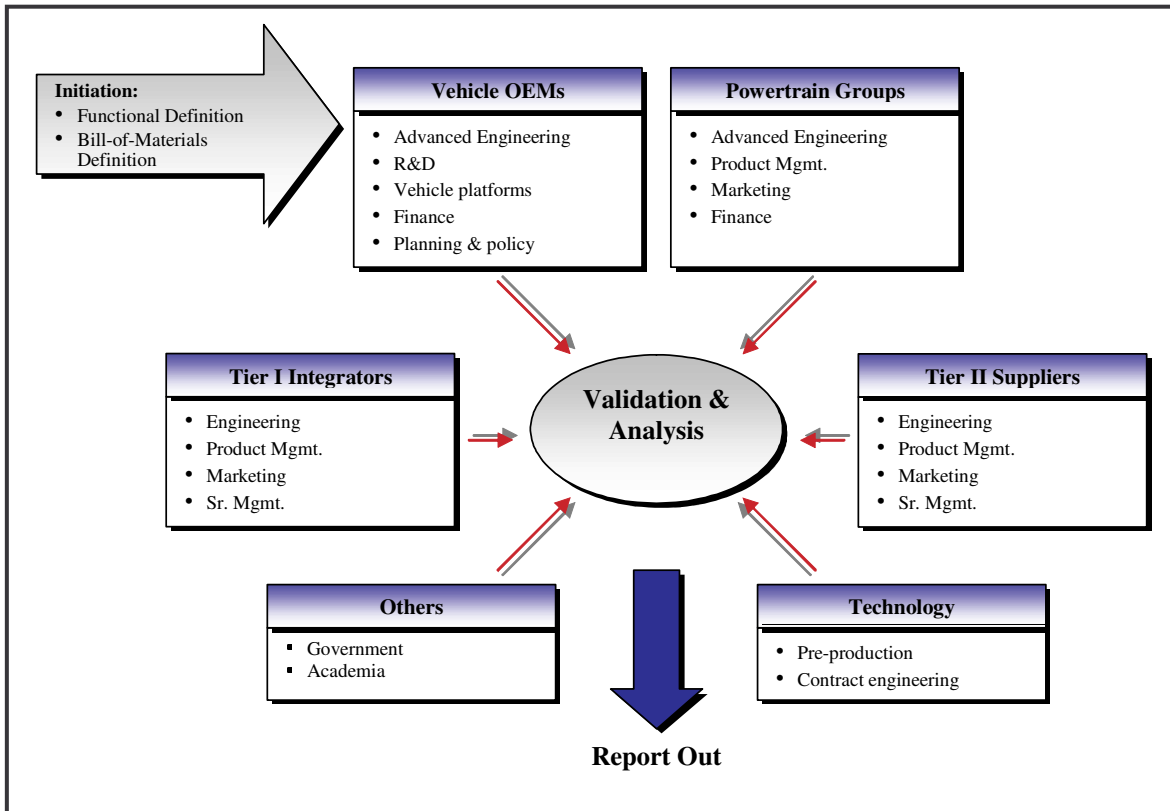 Initiation:
• Functional Definition
• Bill-of-Materials
Definition
Vehicle OEMs
• Advanced Engineering
• R&D
• Vehicle platforms
• Finance
• Planning & policy
Powertrain Groups
• Advanced Engineering
• Product Mgmt.
• Marketing
• Finance
Tier I Integrators
• Engineering
• Product Mgmt.
• Marketing
• Sr. Mgmt.
Validation &
Analysis
Tier II Suppliers
• Engineering
• Product Mgmt.
• Marketing
• Sr. Mgmt.
Others
▪ Government
▪ Academia
Technology
• Pre-production
• Contract engineering
Report Out